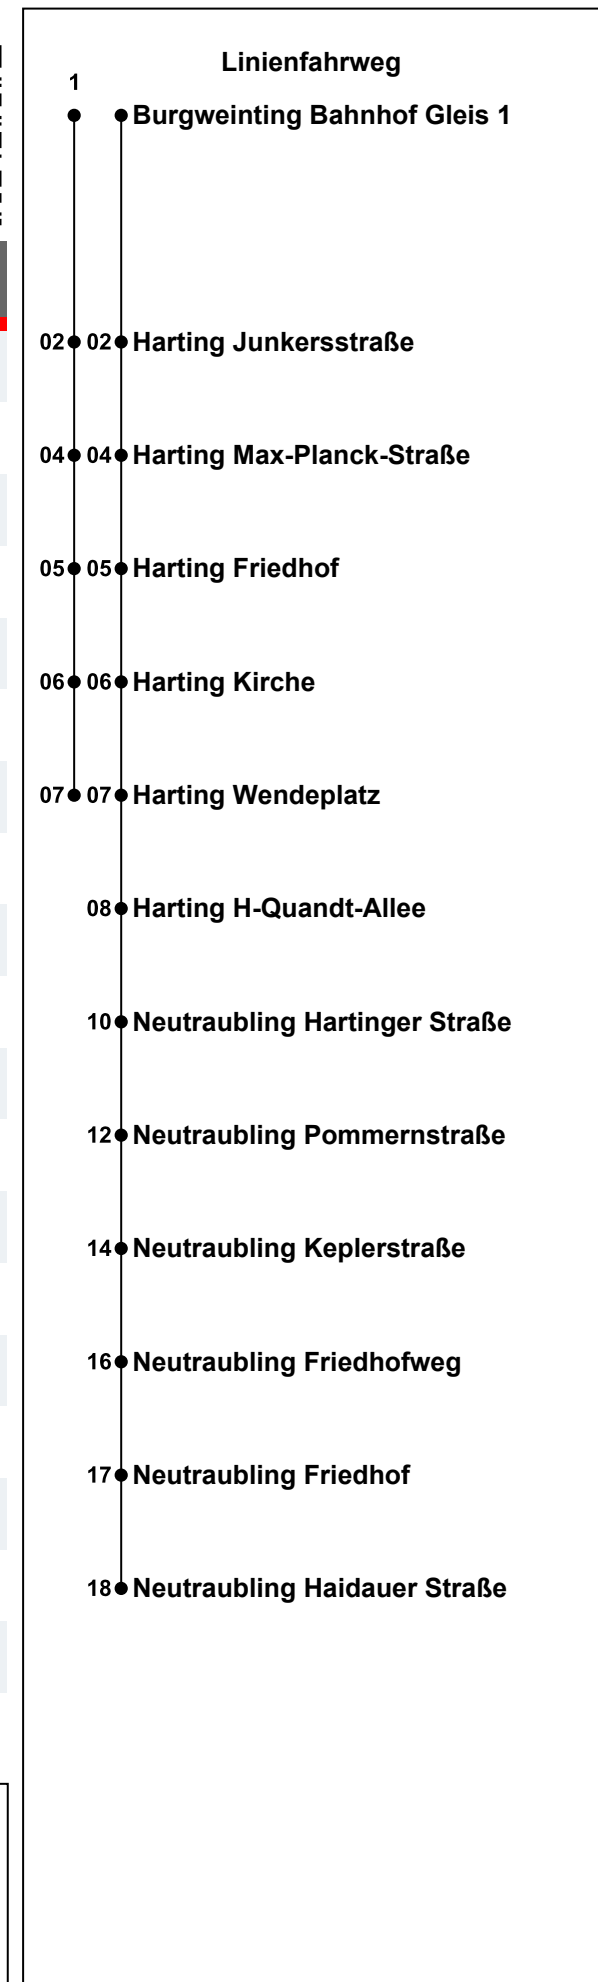 Linienfahrweg
1
Burgweinting Bahnhof Gleis 1
02 02 Harting Junkersstraße
04 04 Harting Max-Planck-Straße
05 05 Harting Friedhof
06 06 Harting Kirche
07 07 Harting Wendeplatz
08 Harting H-Quandt-Allee
10 Neutraubling Hartinger Straße
12 Neutraubling Pommernstraße
14 Neutraubling Keplerstraße
16 Neutraubling Friedhofweg
17 Neutraubling Friedhof
18 Neutraubling Haidauer Straße